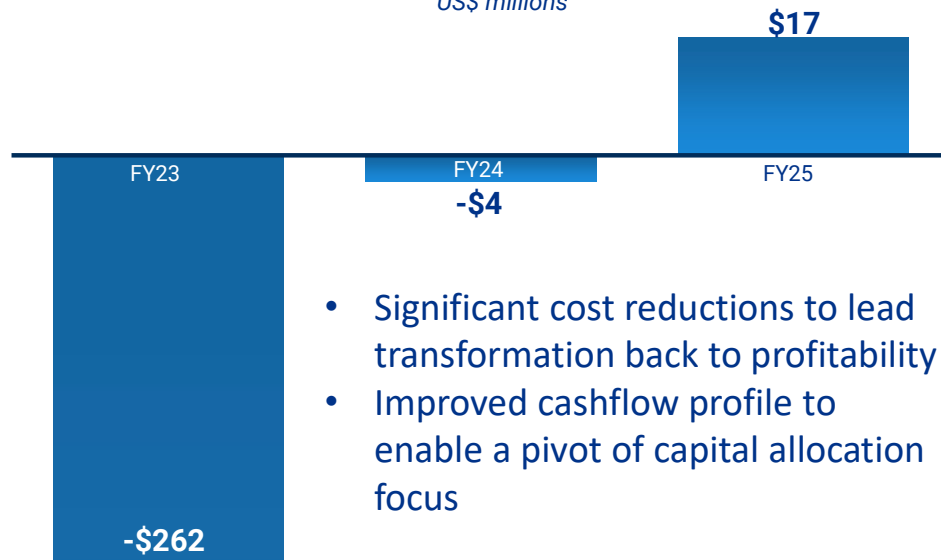 US$ millions
$17
FY23
FY24
FY25
-$4
• Significant cost reductions to lead
transformation back to profitability
• Improved cashflow profile to
enable a pivot of capital allocation
focus
-$262